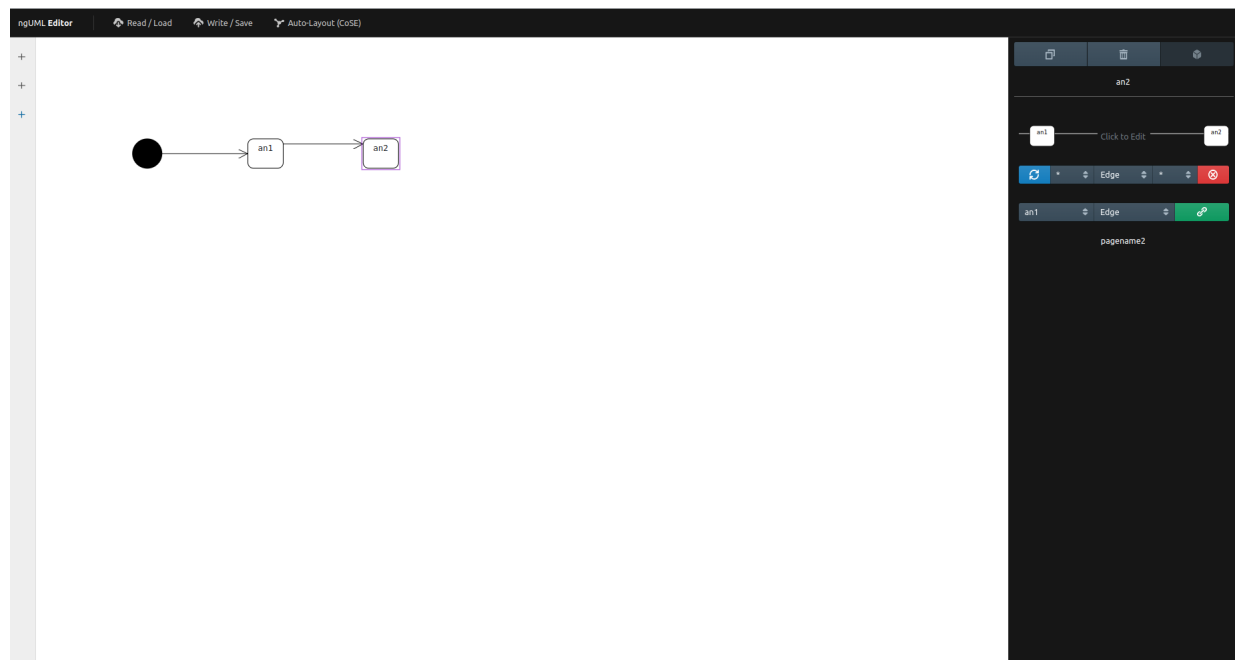 ngUML Editor Read / Load Write / Save Auto-Layout (CoSE)
an1 an2
an2
an1 Click to Edit an2
* Edge *
an1 Edge
pagename2